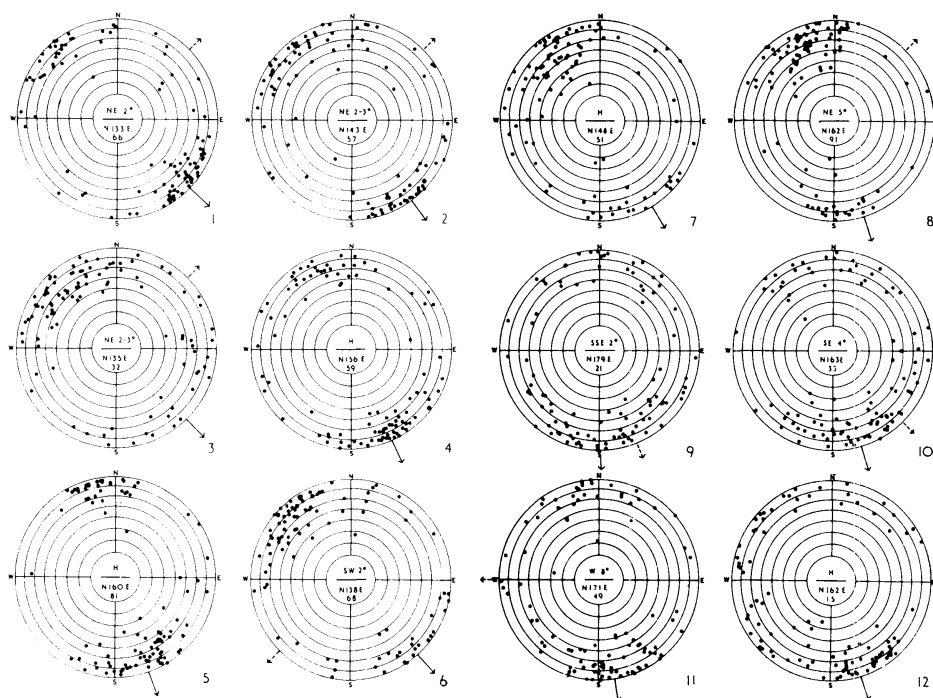 N
NE 2°
W E
N133E
66
S
1
N
NE 2-3°
W E
N143E
57
S
2
N
H
W E
N148E
51
S
7
N
NE 5°
W E
N162E
91
S
8
N
NE 2-3°
W E
N135E
32
S
3
N
H
W E
N156E
59
S
4
N
SSE 2°
W E
N179E
21
S
9
N
SE 4°
W E
N163E
S
10
N
H
W E
N160E
81
S
5
N
SW 2°
W E
N138E
68
S
6
N
W 8°
W E
N171E
49
S
11
N
H
W E
N162E
15
S
12